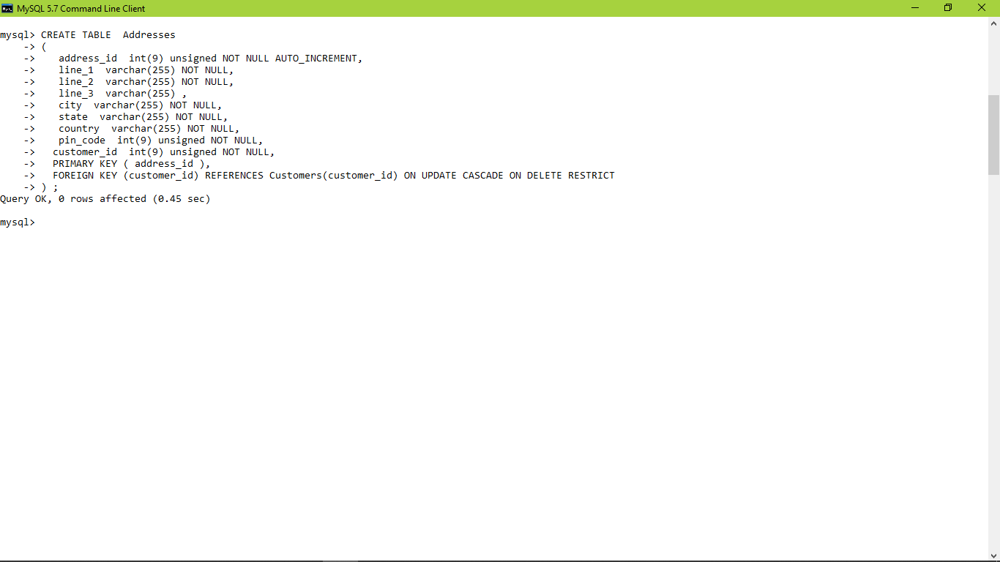 MySQL 5.7 Command Line Client
mysql> CREATE TABLE  Addresses
    -> (
    ->    address_id  int(9) unsigned NOT NULL AUTO_INCREMENT,
    ->    line_1  varchar(255) NOT NULL,
    ->    line_2  varchar(255) NOT NULL,
    ->    line_3  varchar(255) ,
    ->    city  varchar(255) NOT NULL,
    ->    state  varchar(255) NOT NULL,
    ->    country  varchar(255) NOT NULL,
    ->    pin_code  int(9) unsigned NOT NULL,
    ->   customer_id  int(9) unsigned NOT NULL,
    ->   PRIMARY KEY ( address_id ),
    ->   FOREIGN KEY (customer_id) REFERENCES Customers(customer_id) ON UPDATE CASCADE ON DELETE RESTRICT
    -> ) ;
Query OK, 0 rows affected (0.45 sec)
mysql>